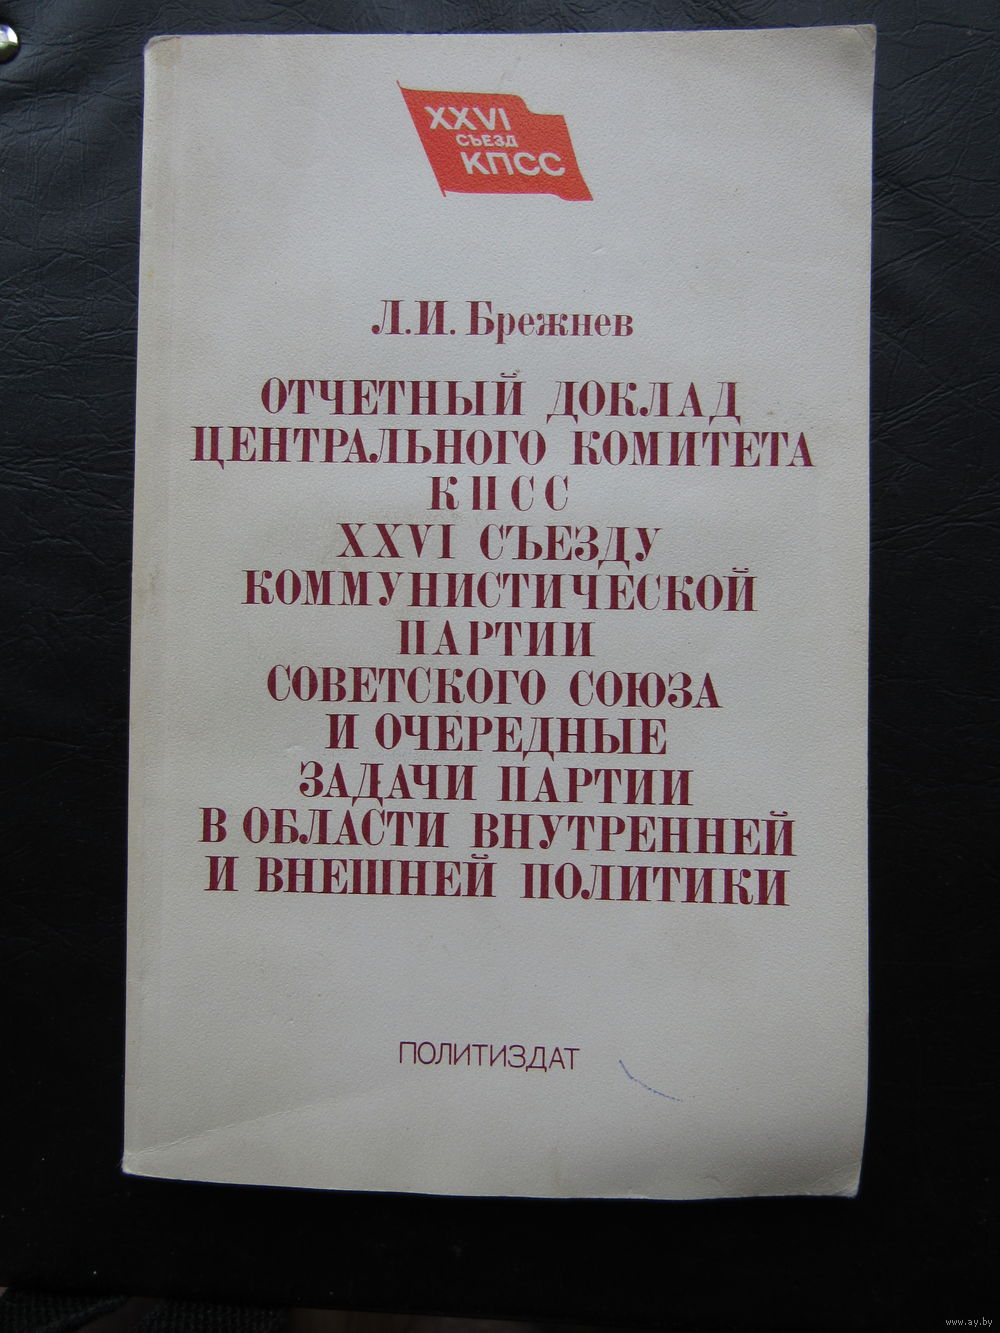 XXVI
СЪЕЗД
КПСС
Л.И. Брежнев
ОТЧЕТНЫЙ ДОКЛАД
ЦЕНТРАЛЬНОГО КОМИТЕТА
КПСС
XXVI СЪЕЗДУ
КОММУНИСТИЧЕСКОЙ
ПАРТИИ
СОВЕТСКОГО СОЮЗА
И ОЧЕРЕДНЫЕ
ЗАДАЧИ ПАРТИИ
В ОБЛАСТИ ВНУТРЕННЕЙ
И ВНЕШНЕЙ ПОЛИТИКИ
ПОЛИТИЗДАТ
www.ay.by